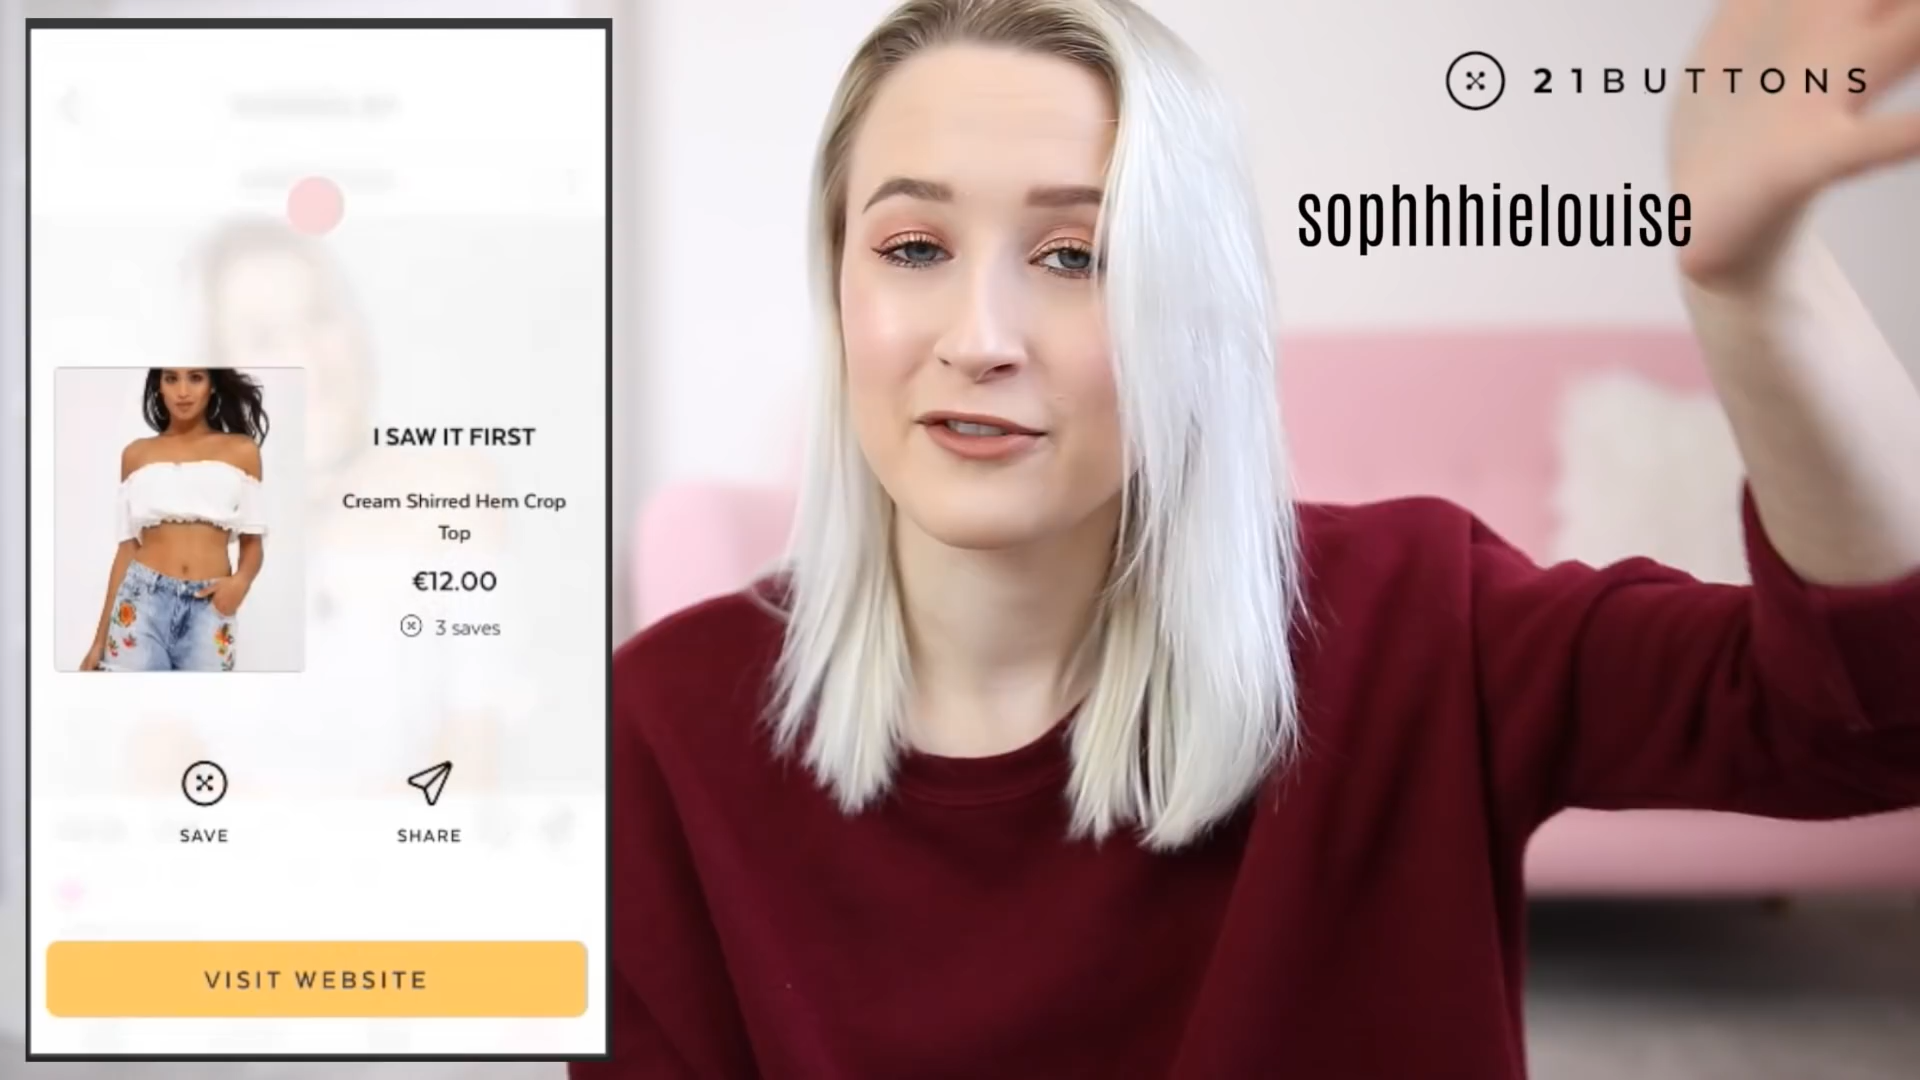 I SAW IT FIRST
Cream Shirred Hem Crop
Top
€12.00
3 saves
SAVE
SHARE
VISIT WEBSITE
21BUTTONS
sophhhielouise